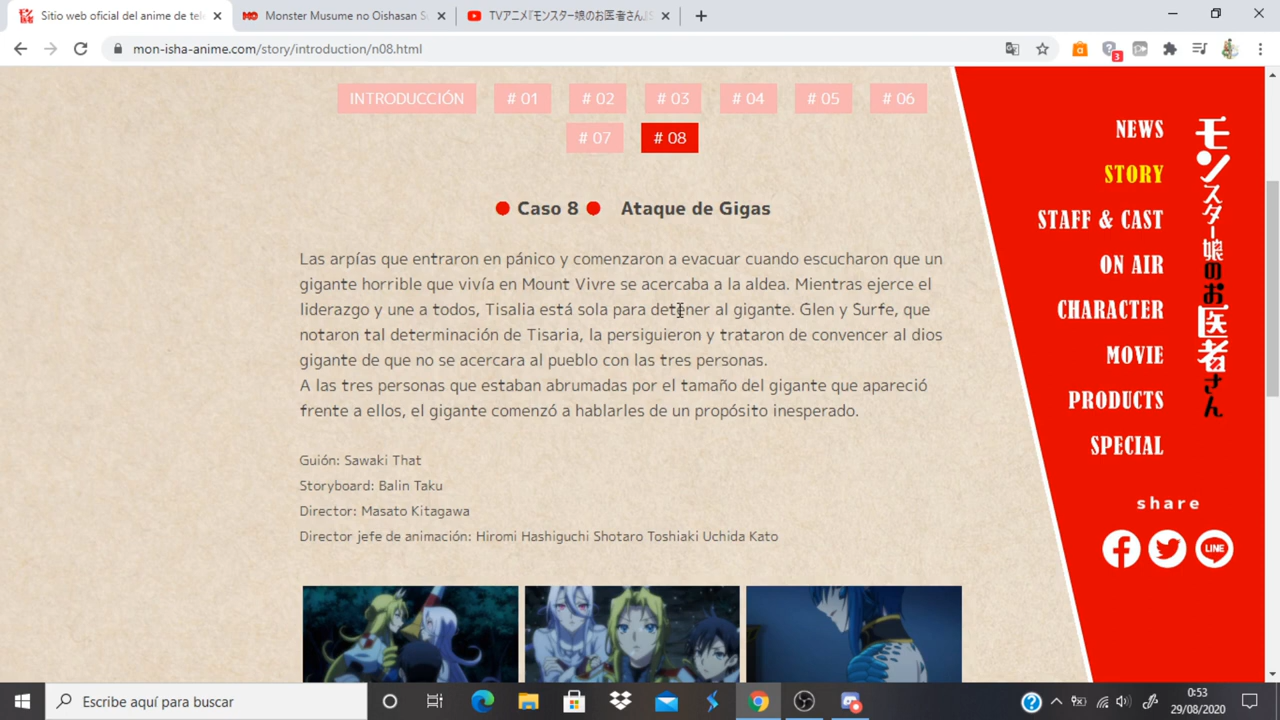 Sitio web oficial del anime de tele
Monster Musume no Oishasan S
TVアニメ『モンスター娘のお医者さん』S
mon-isha-anime.com/story/introduction/n08.html
3
INTRODUCCIÓN
# 01
# 02
# 03
# 04
# 05
# 06
# 07
# 08
Caso 8 Ataque de Gigas
Las arpías que entraron en pánico y comenzaron a evacuar cuando escucharon que un
gigante horrible que vivía en Mount Vivre se acercaba a la aldea. Mientras ejerce el
liderazgo y une a todos, Tisalia está sola para detener al gigante. Glen y Surfe, que
notaron tal determinación de Tisaria, la persiguieron y trataron de convencer al dios
gigante de que no se acercara al pueblo con las tres personas.
A las tres personas que estaban abrumadas por el tamaño del gigante que apareció
frente a ellos, el gigante comenzó a hablarles de un propósito inesperado.
Guión: Sawaki That
Storyboard: Balin Taku
Director: Masato Kitagawa
Director jefe de animación: Hiromi Hashiguchi Shotaro Toshiaki Uchida Kato
NEWS
STORY
STAFF & CAST
ON AIR
CHARACTER
MOVIE
PRODUCTS
SPECIAL
モンスター娘のお医者さん
share
LINE
Escribe aquí para buscar
0:53
29/08/2020